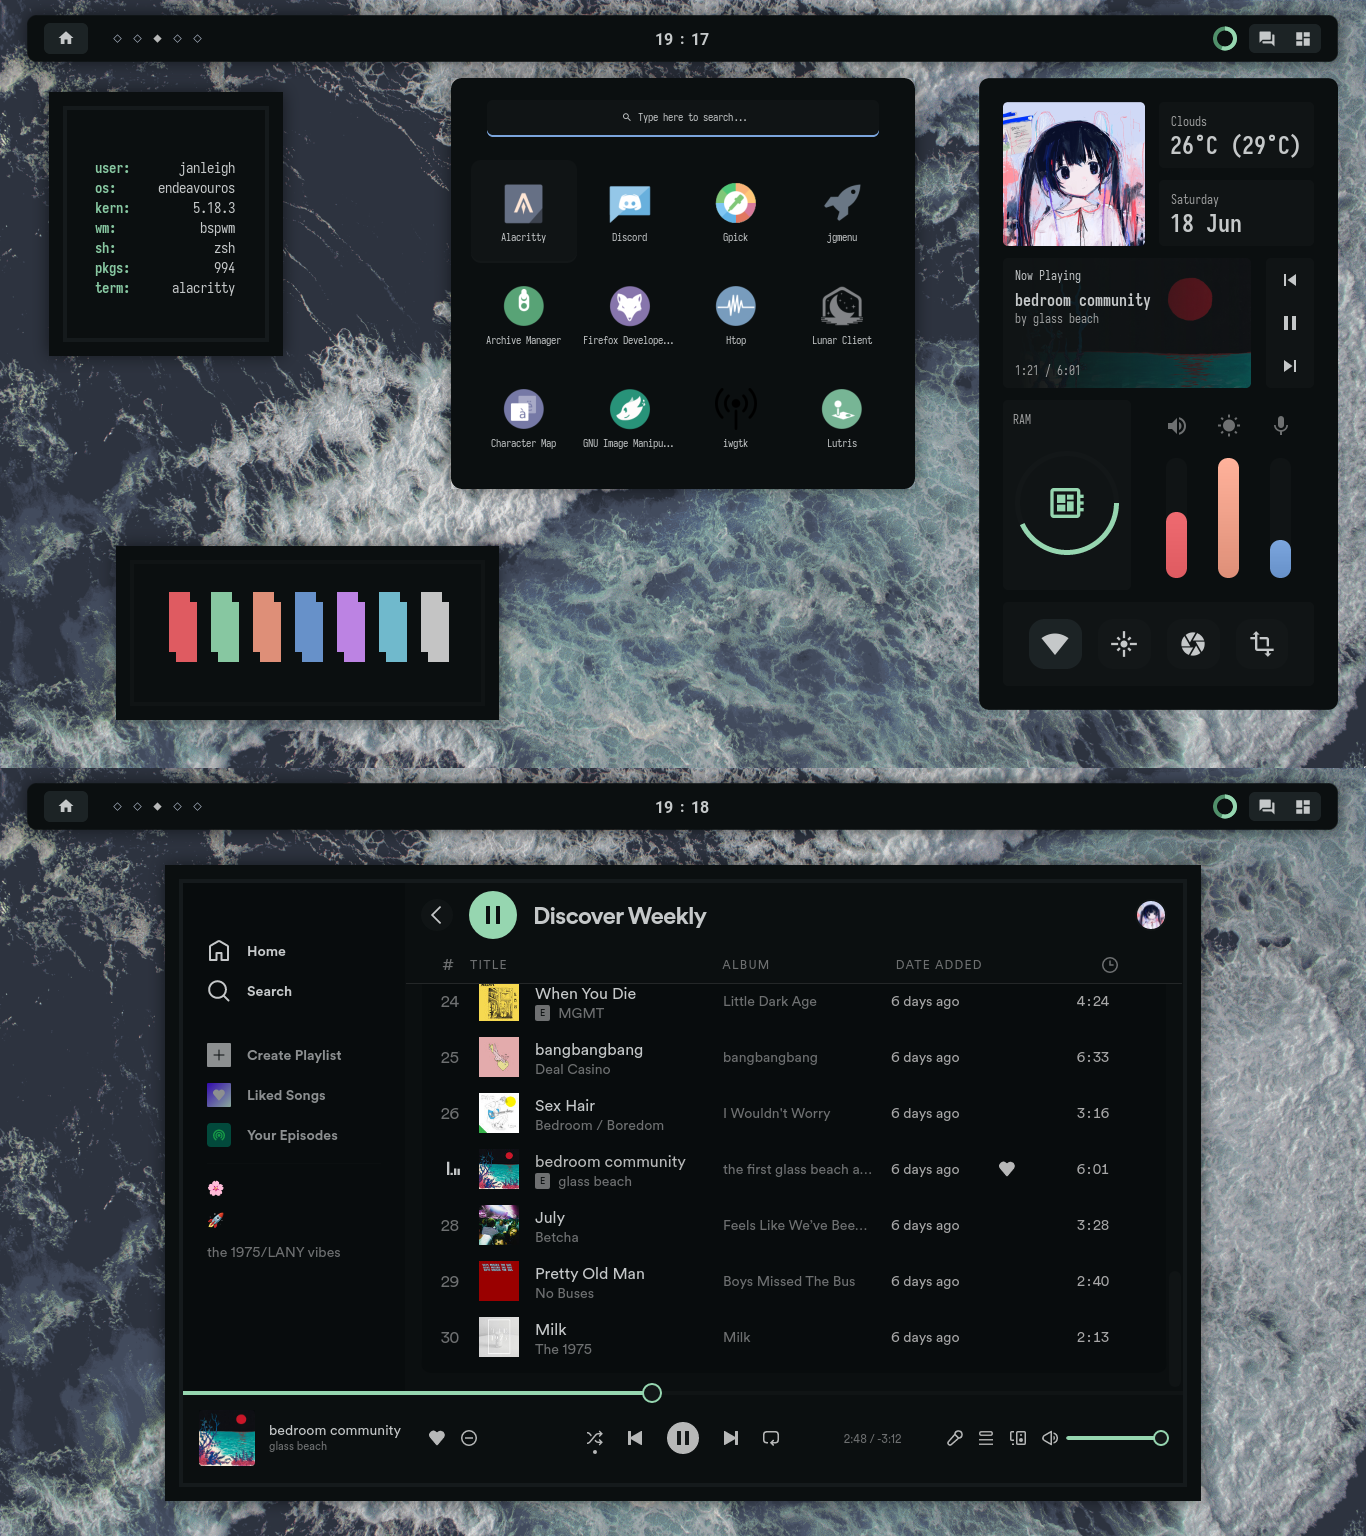 19 : 17
user: janleigh
os: endeavouros
kern: 5.18.3
wm: bspwm
sh: zsh
pkgs: 994
term: alacritty
Type here to search...
Alacritty
Discord
Gpick
jgmenu
Archive Manager
Firefox Develope...
Htop
Lunar Client
Character Map
GNU Image Manipu...
iwgtk
Lutris
Clouds
26°C (29°C)
Saturday
18 Jun
Now Playing
bedroom community
by glass beach
1:21 / 6:01
RAM
19 : 18
Home
Search
Create Playlist
Liked Songs
Your Episodes
🌸
🚀
the 1975/LANY vibes
Discover Weekly
# TITLE ALBUM DATE ADDED
24 When You Die Little Dark Age 6 days ago 4:24
E MGMT
25 bangbangbang bangbangbang 6 days ago 6:33
Deal Casino
26 Sex Hair I Wouldn't Worry 6 days ago 3:16
Bedroom / Boredom
bedroom community the first glass beach a... 6 days ago 6:01
E glass beach
28 July Feels Like We've Bee... 6 days ago 3:28
Betcha
29 Pretty Old Man Boys Missed The Bus 6 days ago 2:40
No Buses
30 Milk Milk 6 days ago 2:13
The 1975
bedroom community
glass beach
2:48 / -3:12